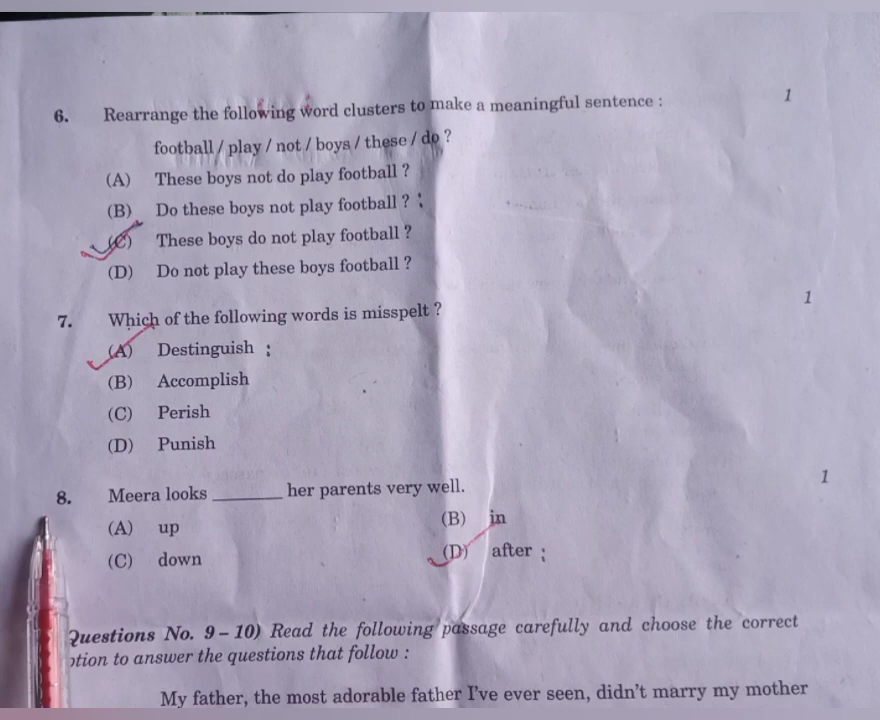 6. Rearrange the following word clusters to make a meaningful sentence : 1
football / play / not / boys / these / do ?
(A) These boys not do play football ?
(B) Do these boys not play football ?
(C) These boys do not play football ?
(D) Do not play these boys football ?
7. Which of the following words is misspelt ? 1
(A) Destinguish
(B) Accomplish
(C) Perish
(D) Punish
8. Meera looks _______ her parents very well. 1
(A) up (B) in
(C) down (D) after
Questions No. 9 – 10) Read the following passage carefully and choose the correct
ption to answer the questions that follow :
My father, the most adorable father I've ever seen, didn't marry my mother